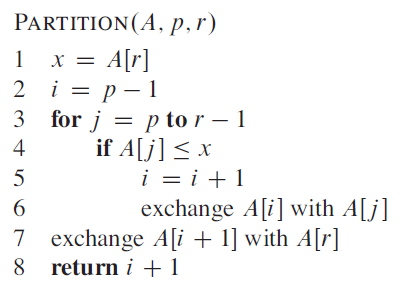 PARTITION(A, p, r)
1 x = A[r]
2 i = p − 1
3 for j = p to r − 1
4 if A[j] ≤ x
5 i = i + 1
6 exchange A[i] with A[j]
7 exchange A[i + 1] with A[r]
8 return i + 1